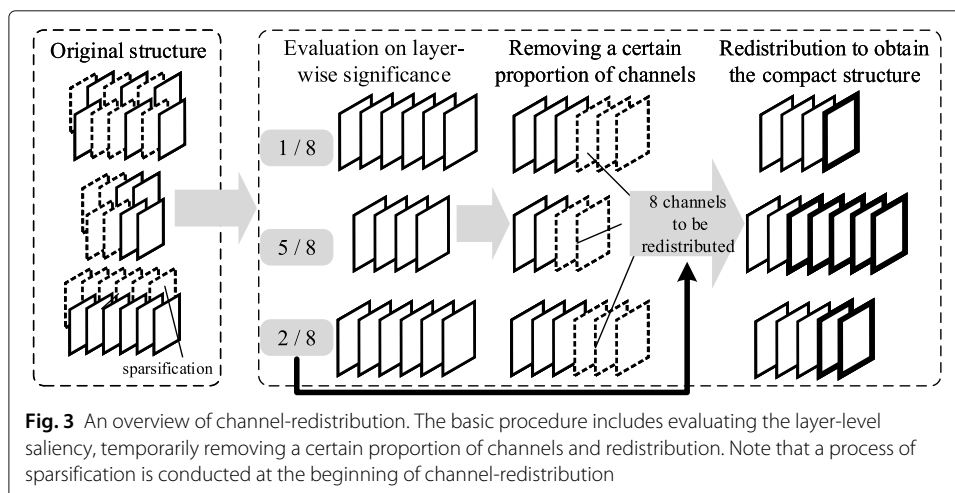 Original structure
sparsification
Evaluation on layer-
wise significance
1 / 8
5 / 8
2 / 8
Removing a certain
proportion of channels
8 channels
to be
redistributed
Redistribution to obtain
the compact structure
Fig. 3 An overview of channel-redistribution. The basic procedure includes evaluating the layer-level
saliency, temporarily removing a certain proportion of channels and redistribution. Note that a process of
sparsification is conducted at the beginning of channel-redistribution